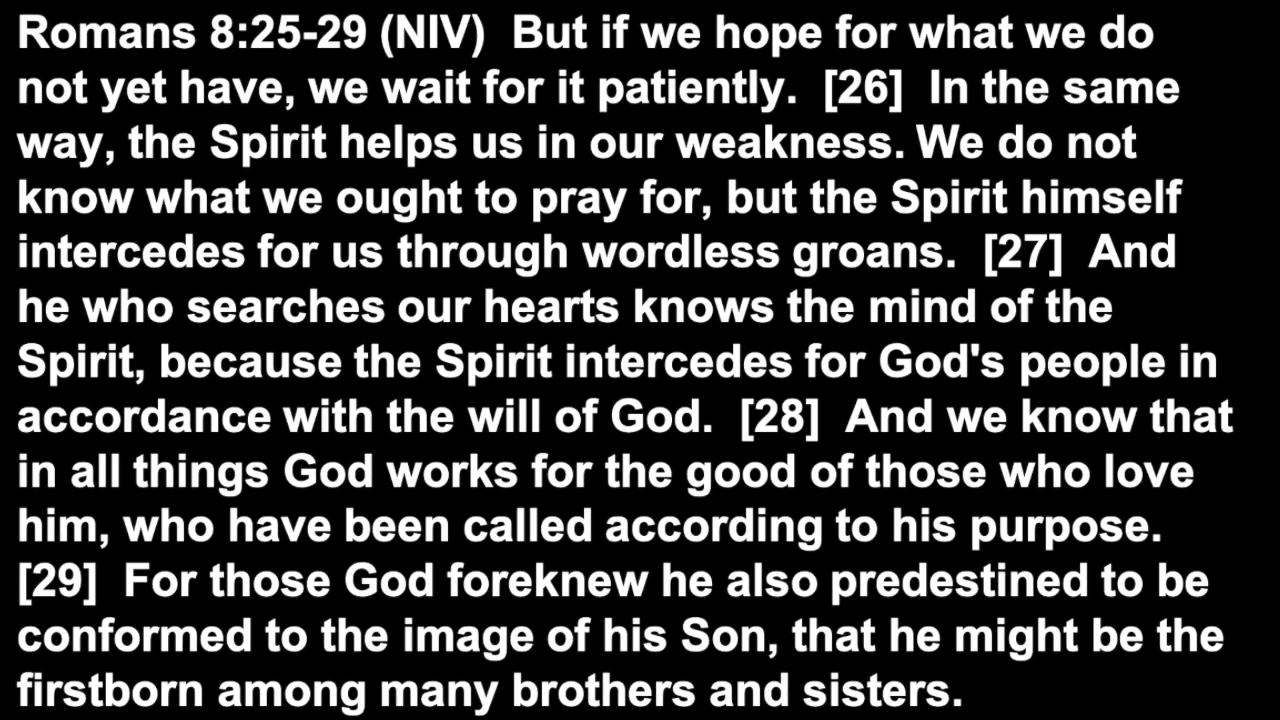 Romans 8:25-29 (NIV)  But if we hope for what we do
not yet have, we wait for it patiently.  [26]  In the same
way, the Spirit helps us in our weakness. We do not
know what we ought to pray for, but the Spirit himself
intercedes for us through wordless groans.  [27]  And
he who searches our hearts knows the mind of the
Spirit, because the Spirit intercedes for God's people in
accordance with the will of God.  [28]  And we know that
in all things God works for the good of those who love
him, who have been called according to his purpose.
[29]  For those God foreknew he also predestined to be
conformed to the image of his Son, that he might be the
firstborn among many brothers and sisters.